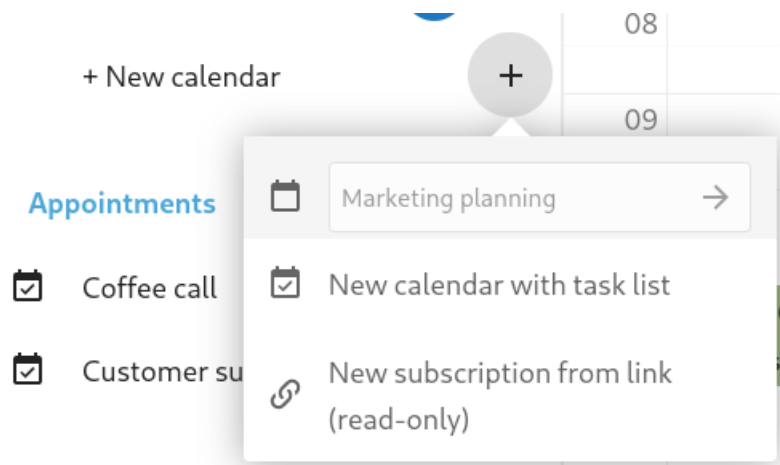 08
+ New calendar
+
09
Marketing planning
Appointments
New calendar with task list
Coffee call
New subscription from link
Customer su
(read-only)